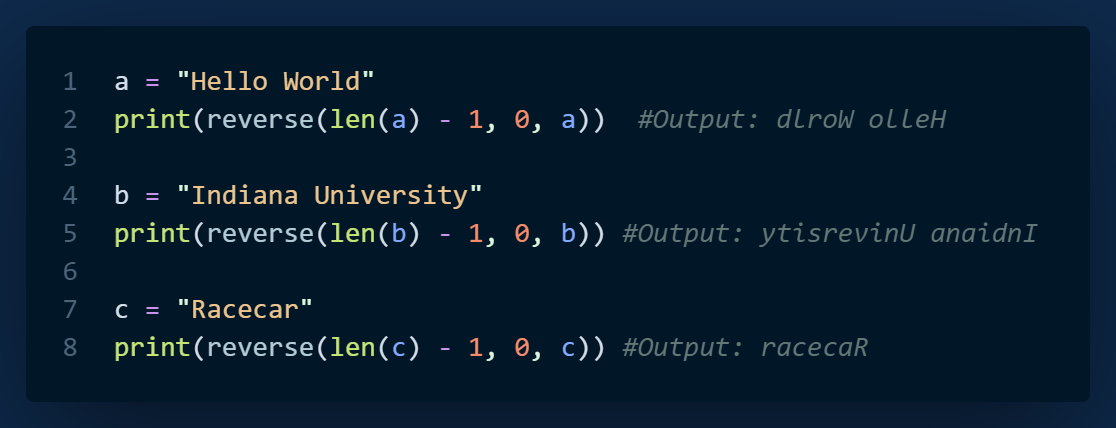 1 a = "Hello World"
2 print(reverse(len(a) - 1, 0, a))  #Output: dlroW olleH
3
4 b = "Indiana University"
5 print(reverse(len(b) - 1, 0, b)) #Output: ytisrevinU anaidnI
6
7 c = "Racecar"
8 print(reverse(len(c) - 1, 0, c)) #Output: racecaR